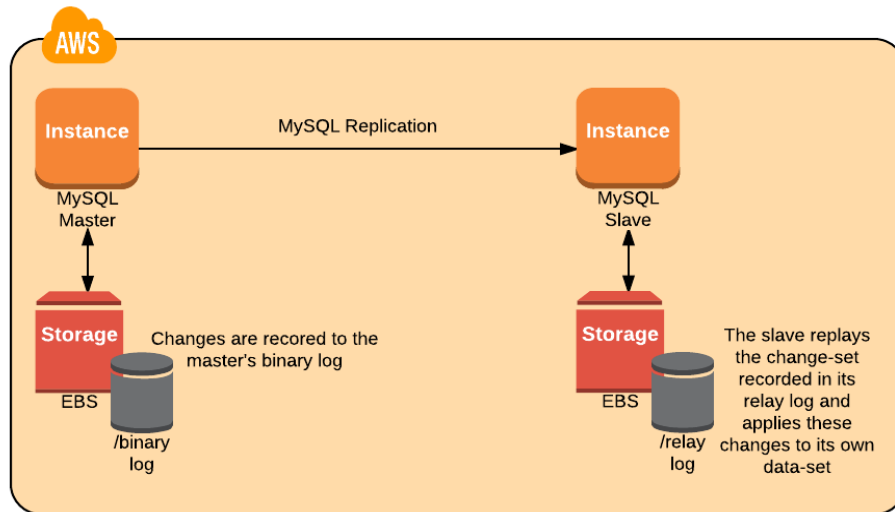 AWS
Instance
MySQL Replication
Instance
MySQL
Master
MySQL
Slave
Storage
Changes are recored to the
master's binary log
EBS
/binary
log
Storage
The slave replays
the change-set
recorded in its
relay log and
applies these
changes to its own
data-set
EBS
/relay
log